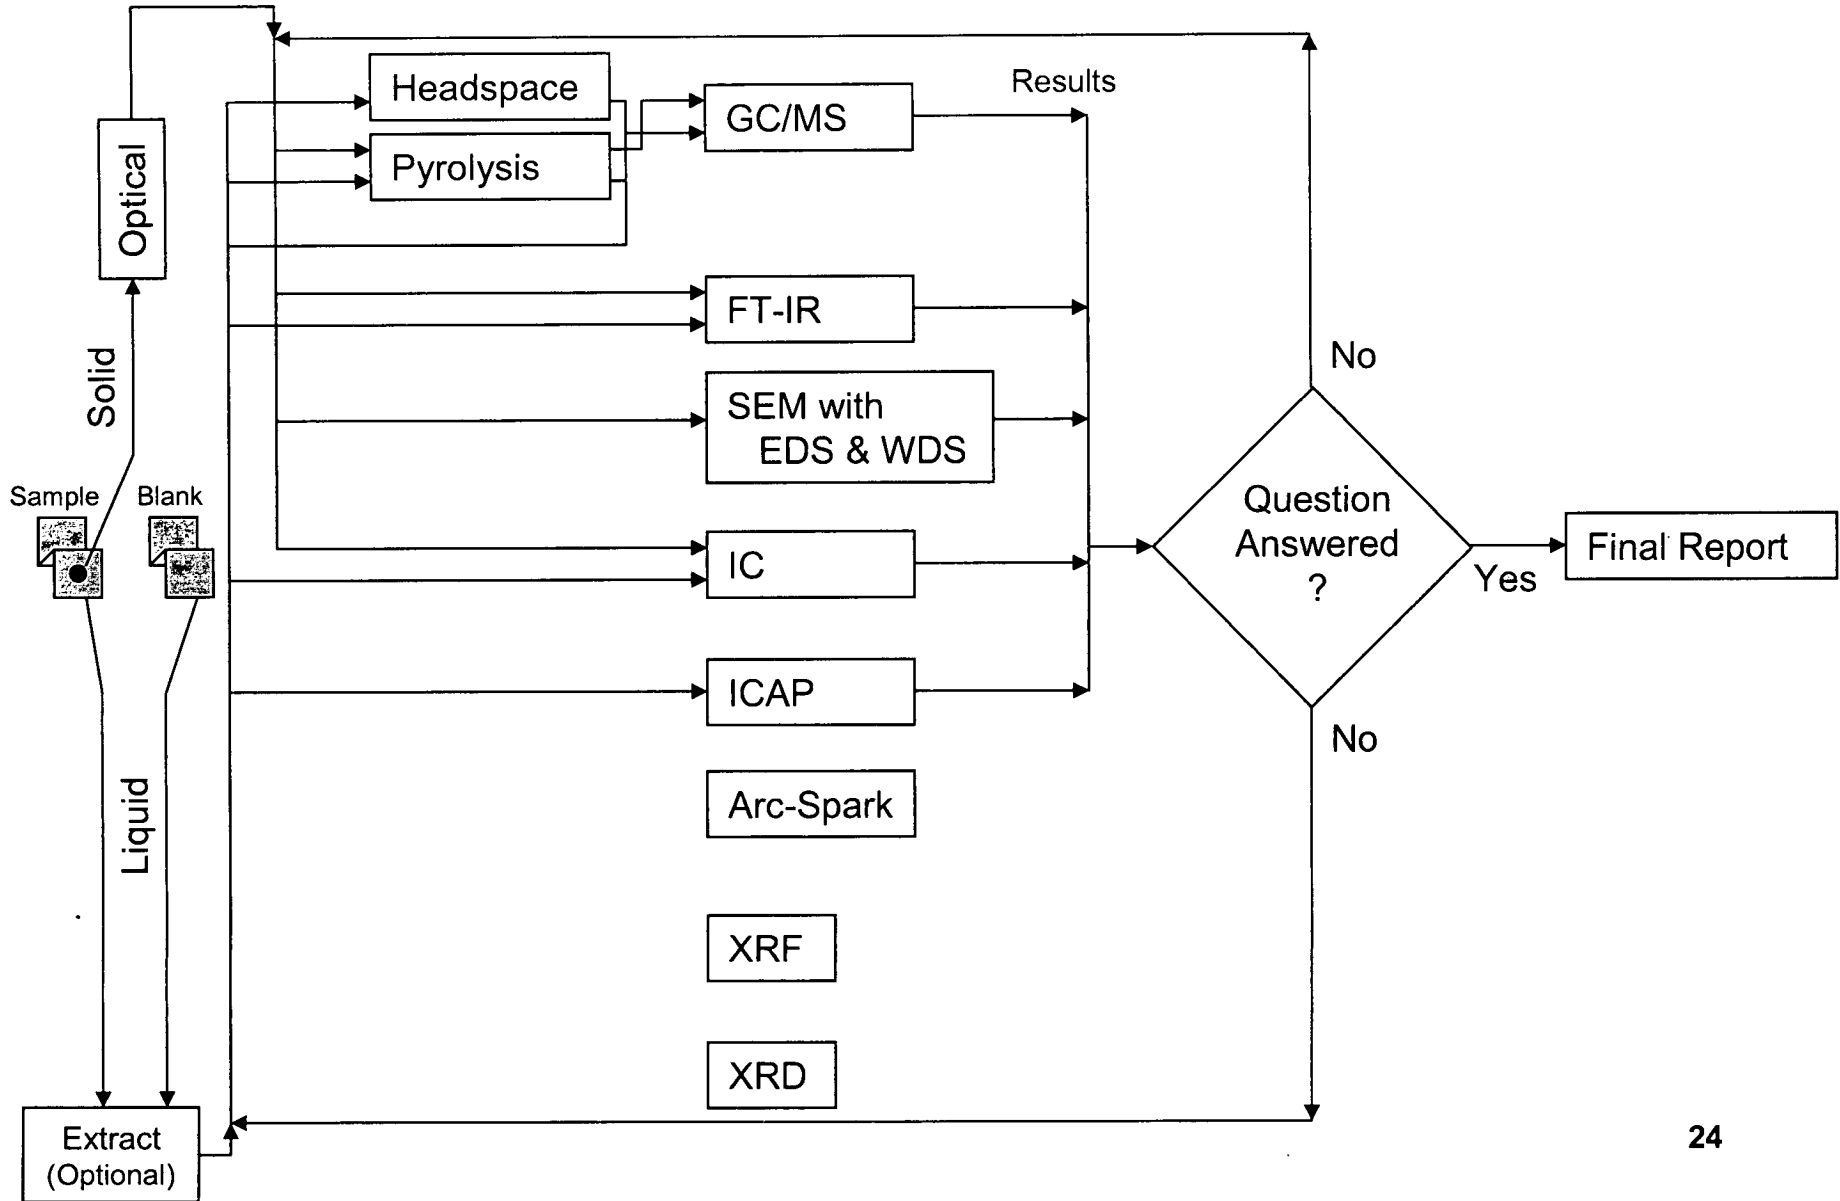 Headspace
Results
GC/MS
Pyrolysis
Optical
FT-IR
Solid
No
SEM with
EDS & WDS
Sample
Blank
Question
Answered
?
Final Report
Yes
IC
ICAP
No
Liquid
Arc-Spark
XRF
XRD
Extract
(Optional)
24